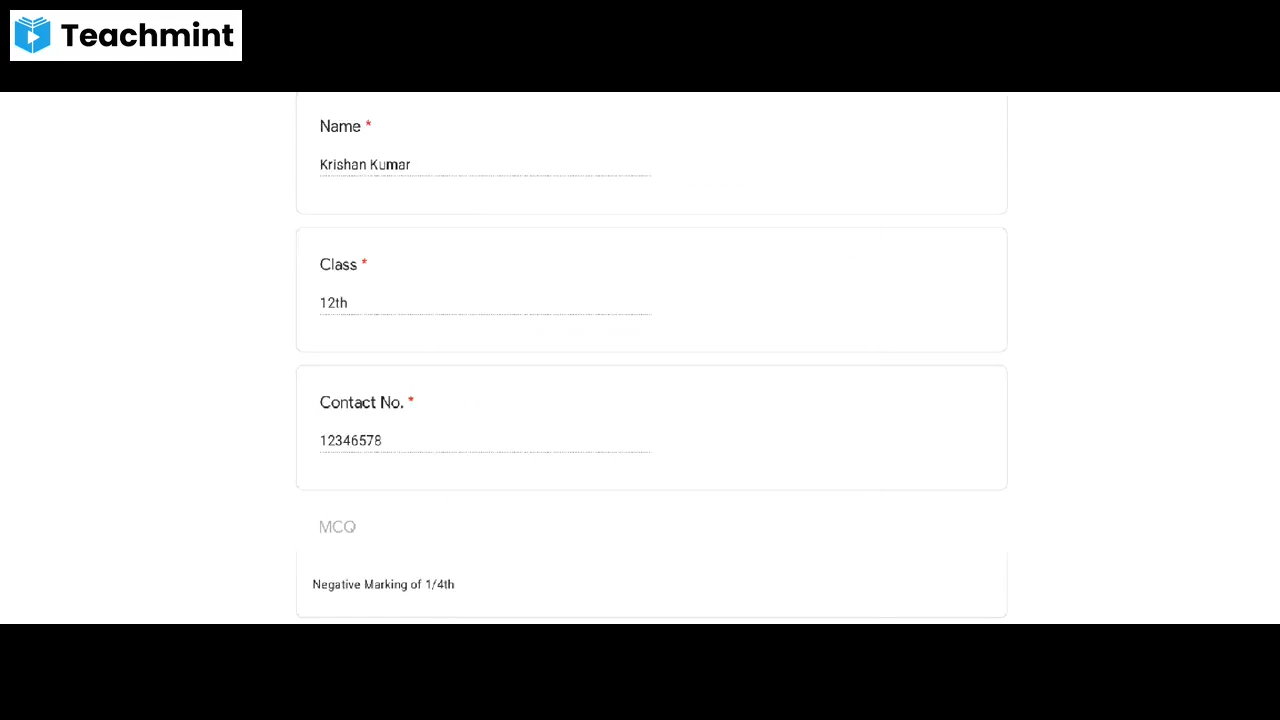 Teachmint
Name *
Krishan Kumar
Class *
12th
Contact No. *
12346578
MCQ
Negative Marking of 1/4th